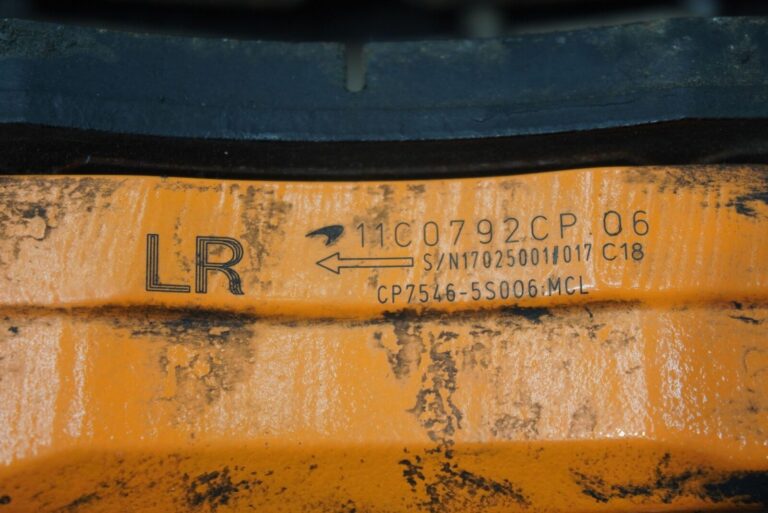 LR
11C0792CP.06
S/N17025001/017 C18
CP7546-5S006.MCL